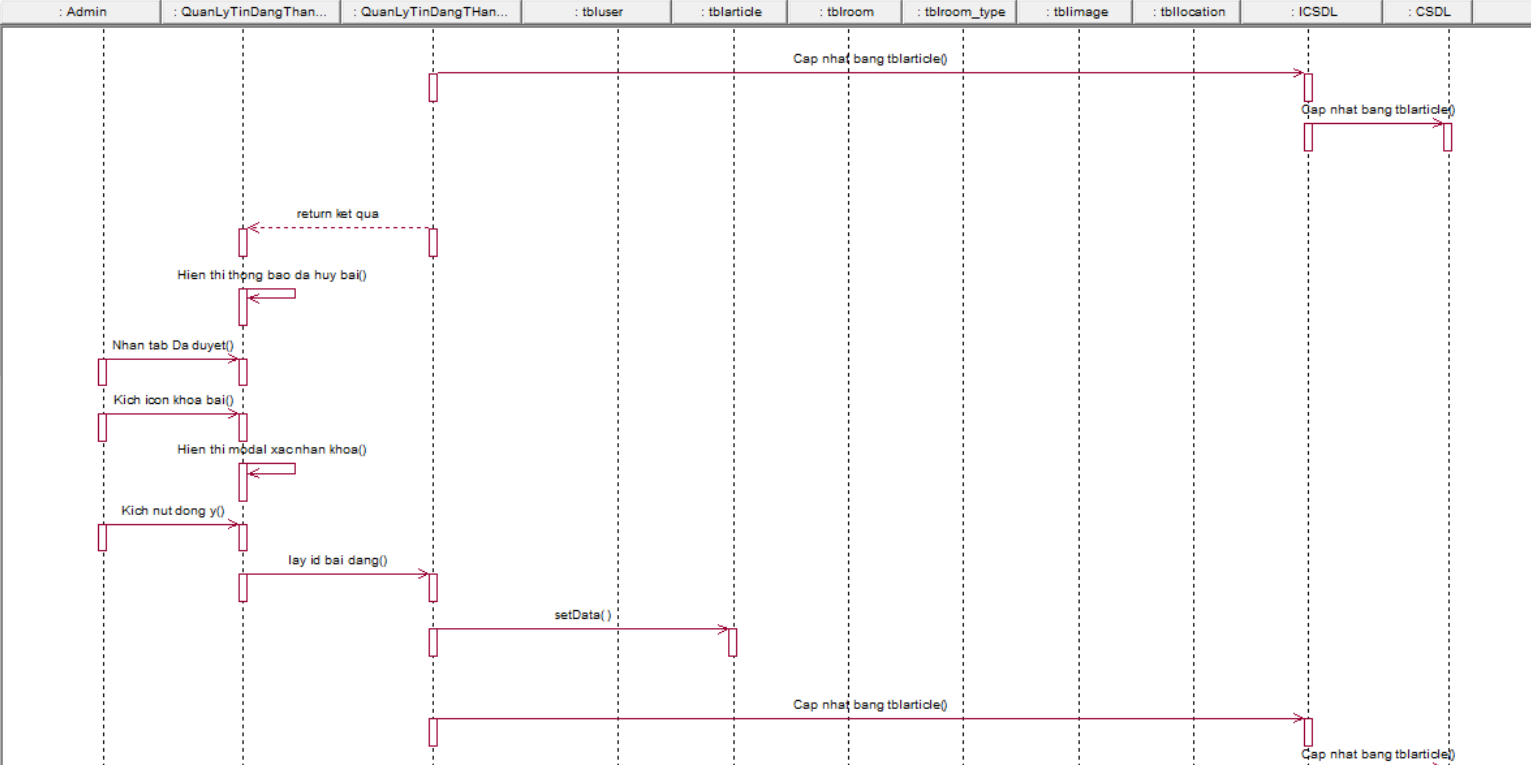 : Admin
: QuanLyTinDangThan...
: QuanLyTinDangTHan...
: tbluser
: tblarticle
: tblroom
: tblroom_type
: tblimage
: tbllocation
: ICSDL
: CSDL
Cap nhat bang tblarticle()
Cap nhat bang tblarticle()
return ket qua
Hien thi thong bao da huy bai()
Nhan tab Da duyet()
Kich icon khoa bai()
Hien thi modal xac nhan khoa()
Kich nut dong y()
lay id bai dang()
setData( )
Cap nhat bang tblarticle()
Cap nhat bang tblarticle()